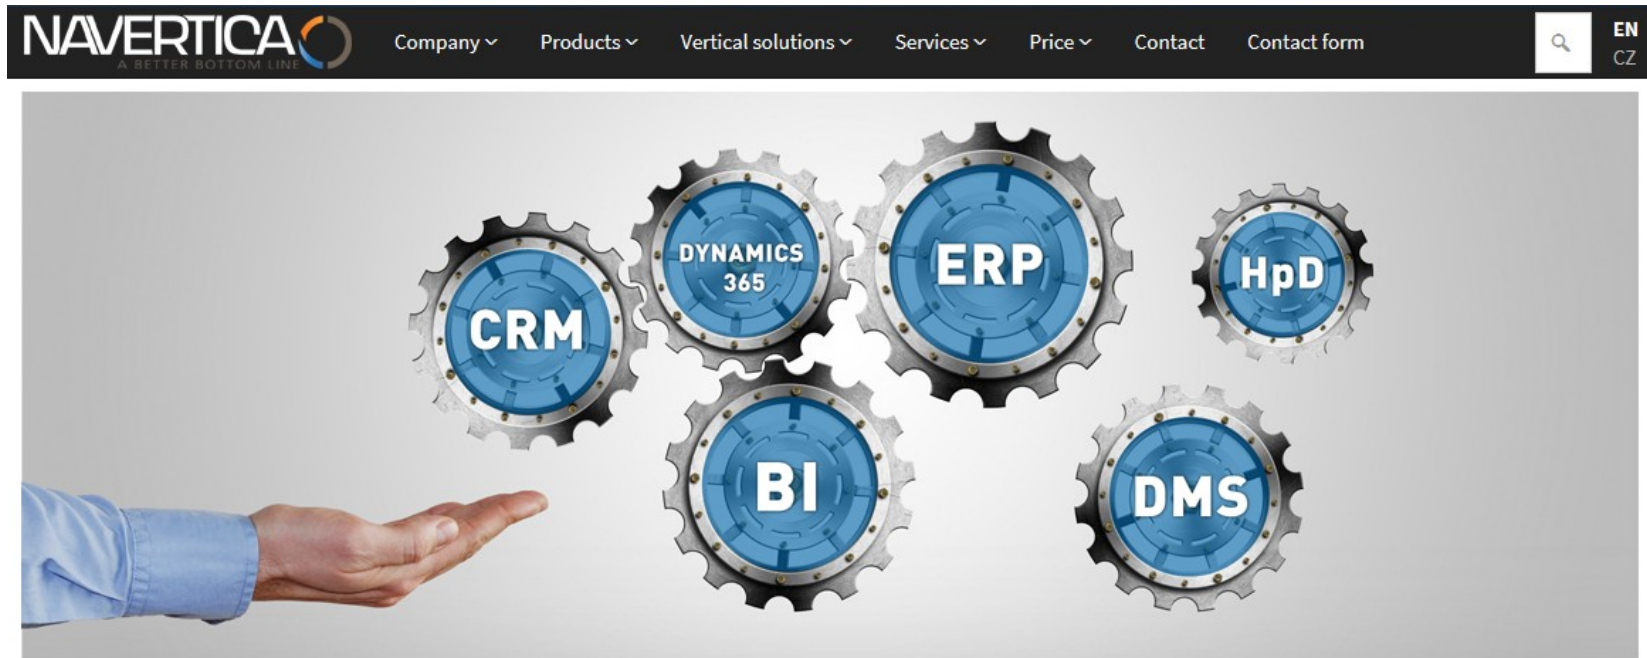 NAVERTICA
A BETTER BOTTOM LINE
Company
Products
Vertical solutions
Services
Price
Contact
Contact form
EN
CZ
CRM
DYNAMICS
365
ERP
HpD
BI
DMS